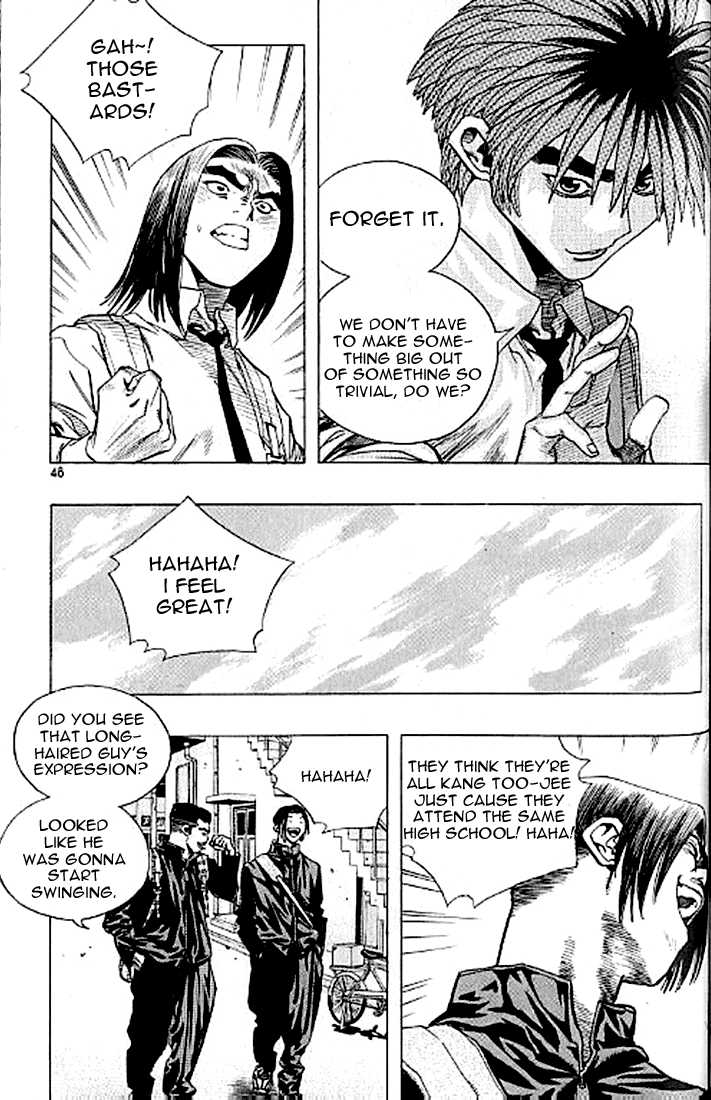 GAH~!
THOSE
BAST-
ARDS!
FORGET IT.
WE DON'T HAVE
TO MAKE SOME-
THING BIG OUT
OF SOMETHING SO
TRIVIAL, DO WE?
46
HAHAHA!
I FEEL
GREAT!
DID YOU SEE
THAT LONG-
HAIRED GUY'S
EXPRESSION?
LOOKED
LIKE HE
WAS GONNA
START
SWINGING.
HAHAHA!
THEY THINK THEY'RE
ALL KANG TOO-JEE
JUST CAUSE THEY
ATTEND THE SAME
HIGH SCHOOL! HAHA!